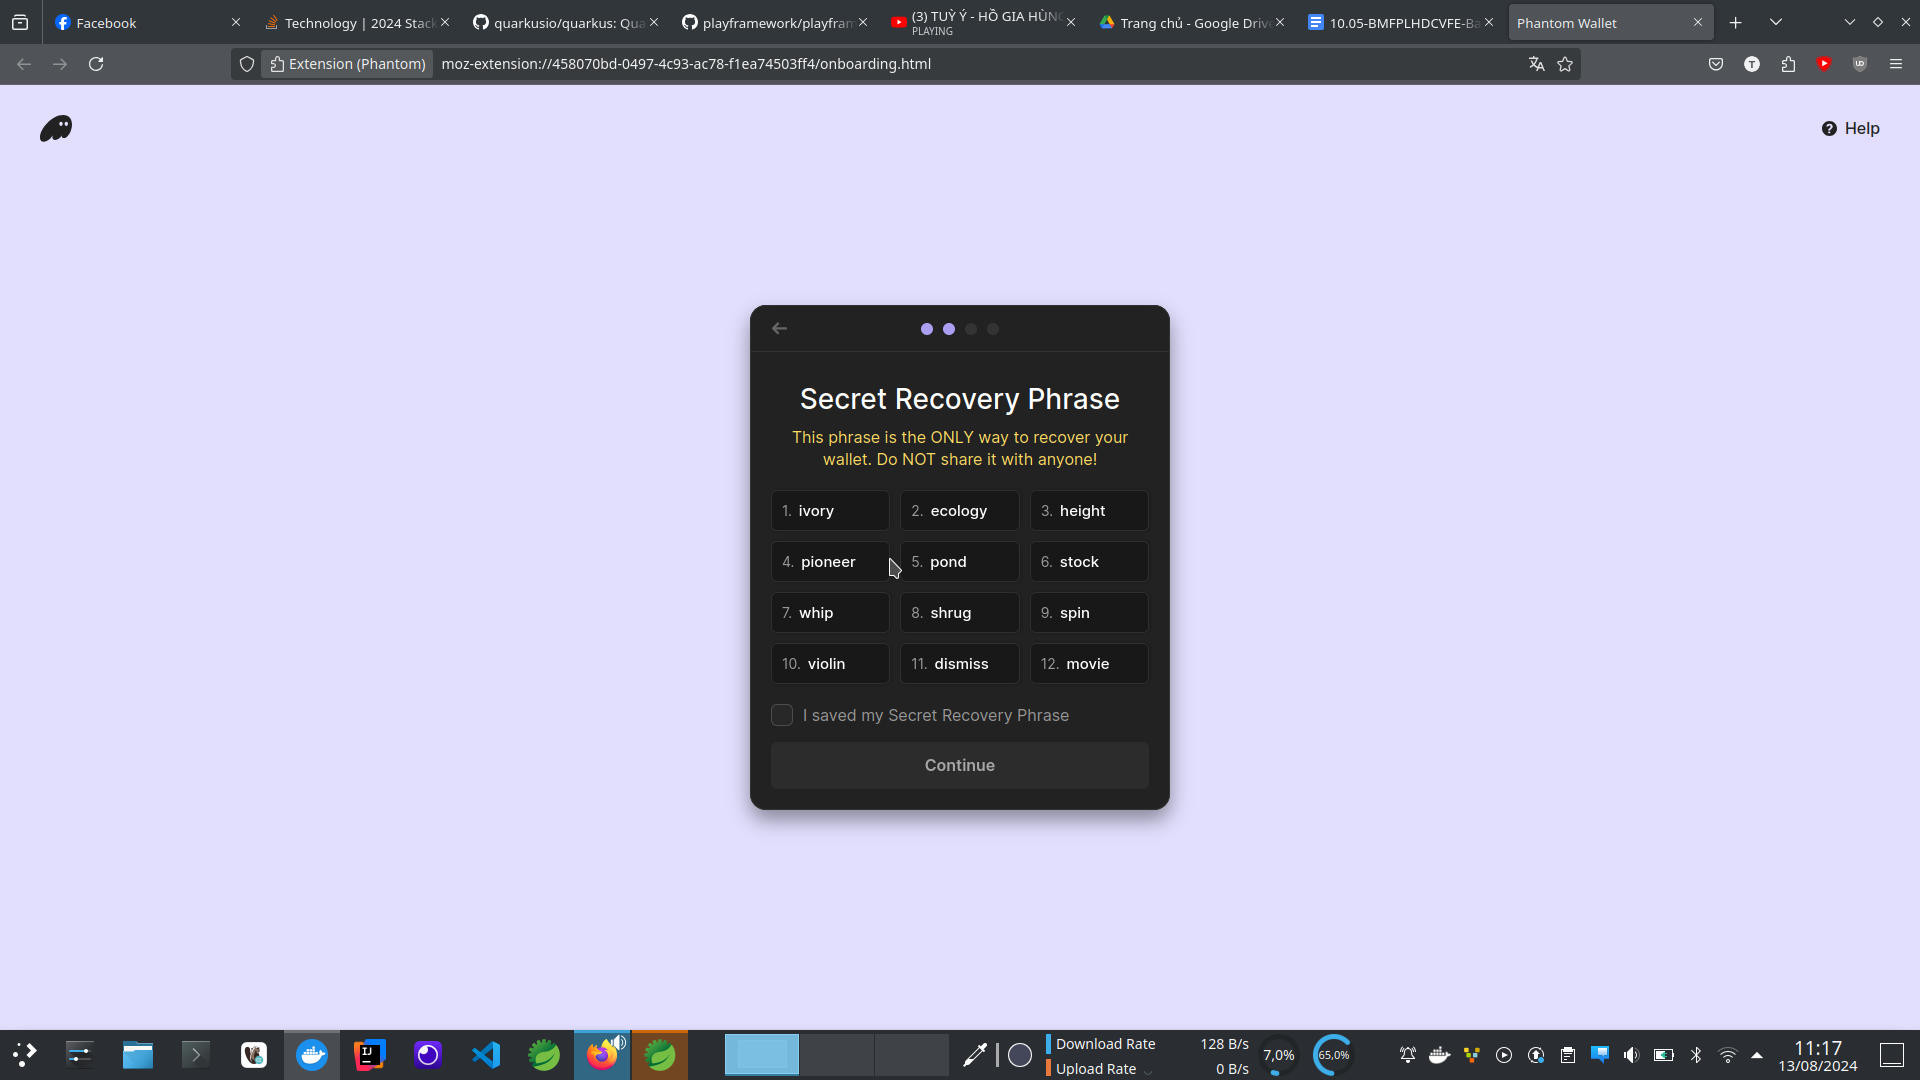 Facebook
Technology | 2024 Stac
quarkusio/quarkus: Qua
playframework/playfram
(3) TUỲ Ý - HỒ GIA HÙNG
PLAYING
Trang chủ - Google Drive
10.05-BMFPLHDCVFE-Ba
Phantom Wallet
Extension (Phantom)
moz-extension://458070bd-0497-4c93-ac78-f1ea74503ff4/onboarding.html
T
UD
Help
Secret Recovery Phrase
This phrase is the ONLY way to recover your
wallet. Do NOT share it with anyone!
1. ivory
2. ecology
3. height
4. pioneer
5. pond
6. stock
7. whip
8. shrug
9. spin
10. violin
11. dismiss
12. movie
I saved my Secret Recovery Phrase
Continue
IJ
Download Rate 128 B/s
Upload Rate 0 B/s
7,0%
65,0%
11:17
13/08/2024